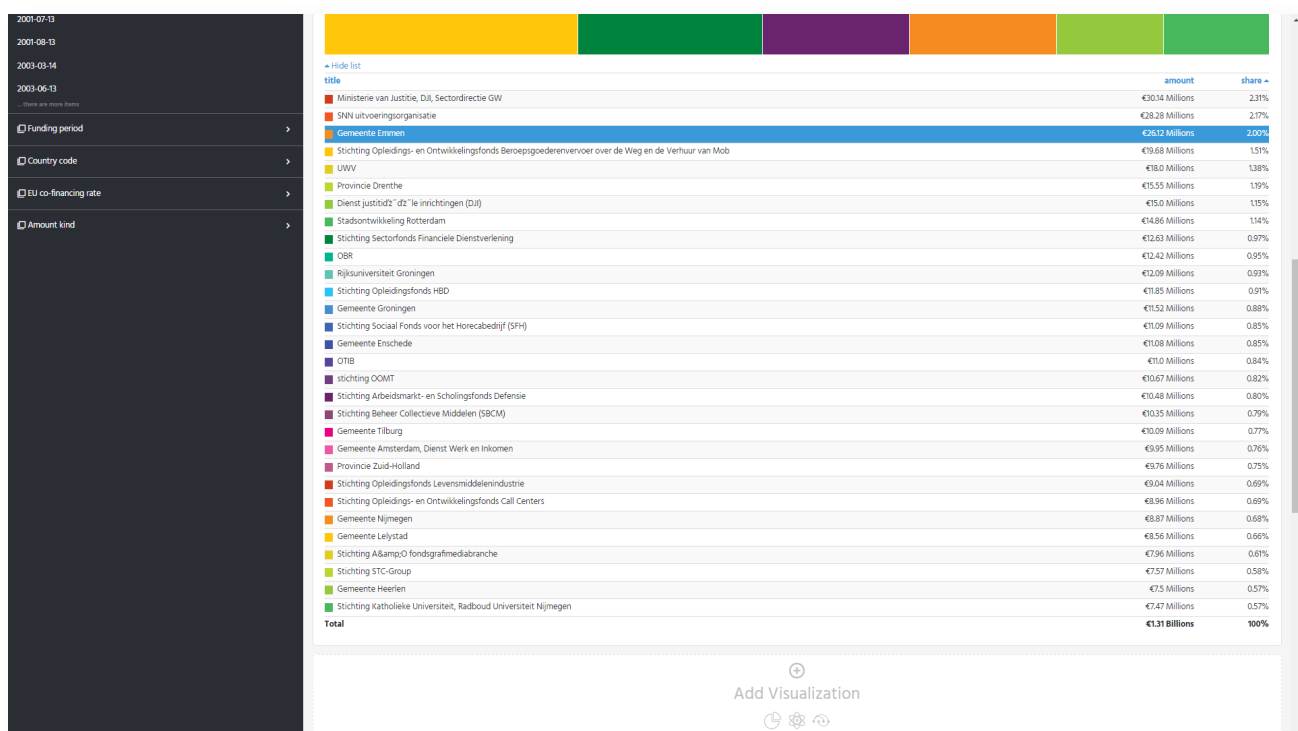 2001-07-13
2001-08-13
2003-03-14
2003-06-13
... there are more items
Funding period
Country code
EU co-financing rate
Amount kind
Hide list
title amount share
Ministerie van Justitie, DJI, Sectordirectie GW €30.14 Millions 2.31%
SNN uitvoeringsorganisatie €28.28 Millions 2.17%
Gemeente Emmen €26.12 Millions 2.00%
Stichting Opleidings- en Ontwikkelingsfonds Beroepsgoederenvervoer over de Weg en de Verhuur van Mob €19.68 Millions 1.51%
UWV €18.0 Millions 1.38%
Provincie Drenthe €15.55 Millions 1.19%
Dienst justitiďż˝ďż˝le inrichtingen (DJI) €15.0 Millions 1.15%
Stadsontwikkeling Rotterdam €14.86 Millions 1.14%
Stichting Sectorfonds Financiele Dienstverlening €12.63 Millions 0.97%
OBR €12.42 Millions 0.95%
Rijksuniversiteit Groningen €12.09 Millions 0.93%
Stichting Opleidingsfonds HBD €11.85 Millions 0.91%
Gemeente Groningen €11.52 Millions 0.88%
Stichting Sociaal Fonds voor het Horecabedrijf (SFH) €11.09 Millions 0.85%
Gemeente Enschede €11.08 Millions 0.85%
OTIB €11.0 Millions 0.84%
stichting OOMT €10.67 Millions 0.82%
Stichting Arbeidsmarkt- en Scholingsfonds Defensie €10.48 Millions 0.80%
Stichting Beheer Collectieve Middelen (SBCM) €10.35 Millions 0.79%
Gemeente Tilburg €10.09 Millions 0.77%
Gemeente Amsterdam, Dienst Werk en Inkomen €9.95 Millions 0.76%
Provincie Zuid-Holland €9.76 Millions 0.75%
Stichting Opleidingsfonds Levensmiddelenindustrie €9.04 Millions 0.69%
Stichting Opleidings- en Ontwikkelingsfonds Call Centers €8.96 Millions 0.69%
Gemeente Nijmegen €8.87 Millions 0.68%
Gemeente Lelystad €8.56 Millions 0.66%
Stichting A&amp;O fondsgrafimediabranche €7.96 Millions 0.61%
Stichting STC-Group €7.57 Millions 0.58%
Gemeente Heerlen €7.5 Millions 0.57%
Stichting Katholieke Universiteit, Radboud Universiteit Nijmegen €7.47 Millions 0.57%
Total €1.31 Billions 100%
Add Visualization